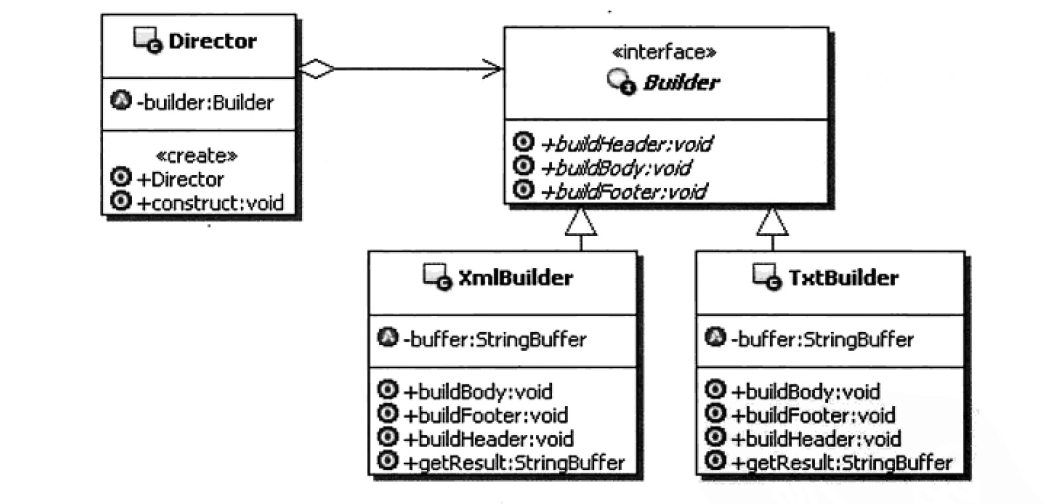 Director
-builder:Builder
«create»
+Director
+construct:void
«interface»
Builder
+buildHeader:void
+buildBody:void
+buildFooter:void
XmlBuilder
-buffer:StringBuffer
+buildBody:void
+buildFooter:void
+buildHeader:void
+getResult:StringBuffer
TxtBuilder
-buffer:StringBuffer
+buildBody:void
+buildFooter:void
+buildHeader:void
+getResult:StringBuffer